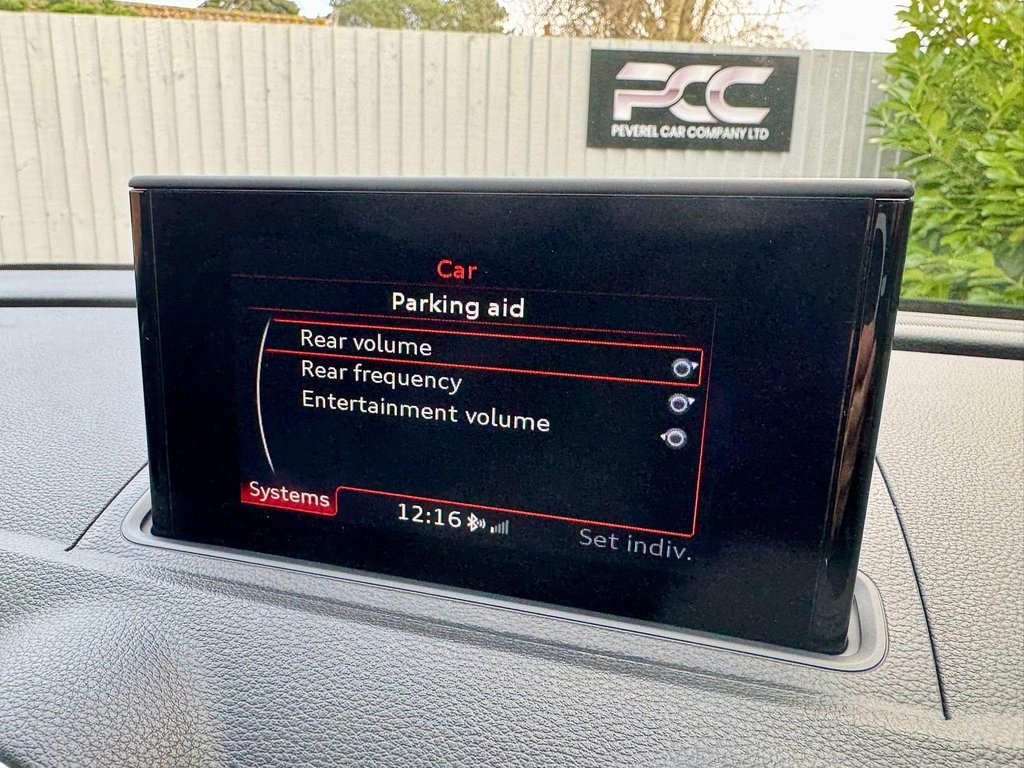 PCC
PEVEREL CAR COMPANY LTD
Car
Parking aid
Rear volume
Rear frequency
Entertainment volume
Systems
12:16
Set indiv.